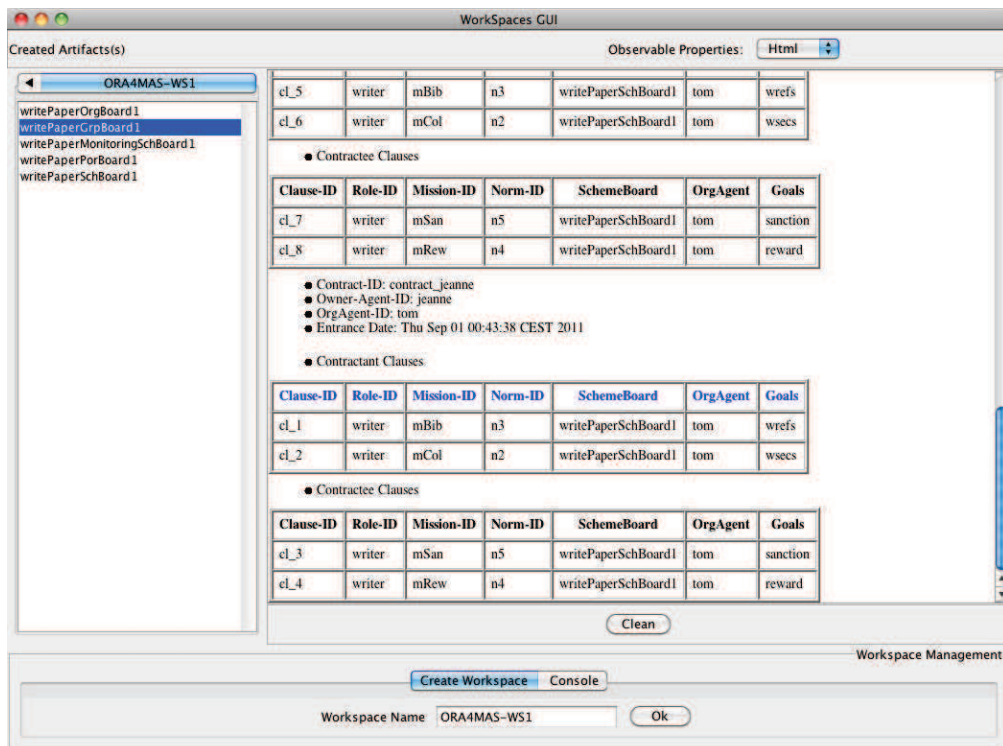 WorkSpaces GUI
Created Artifacts(s)
Observable Properties: Html
ORA4MAS-WS1
writePaperOrgBoard1
writePaperGrpBoard1
writePaperMonitoringSchBoard1
writePaperPorBoard1
writePaperSchBoard1
cl_5 writer mBib n3 writePaperSchBoard1 tom wrefs
cl_6 writer mCol n2 writePaperSchBoard1 tom wsecs
Contractee Clauses
Clause-ID Role-ID Mission-ID Norm-ID SchemeBoard OrgAgent Goals
cl_7 writer mSan n5 writePaperSchBoard1 tom sanction
cl_8 writer mRew n4 writePaperSchBoard1 tom reward
Contract-ID: contract_jeanne
Owner-Agent-ID: jeanne
OrgAgent-ID: tom
Entrance Date: Thu Sep 01 00:43:38 CEST 2011
Contractant Clauses
Clause-ID Role-ID Mission-ID Norm-ID SchemeBoard OrgAgent Goals
cl_1 writer mBib n3 writePaperSchBoard1 tom wrefs
cl_2 writer mCol n2 writePaperSchBoard1 tom wsecs
Contractee Clauses
Clause-ID Role-ID Mission-ID Norm-ID SchemeBoard OrgAgent Goals
cl_3 writer mSan n5 writePaperSchBoard1 tom sanction
cl_4 writer mRew n4 writePaperSchBoard1 tom reward
Clean
Workspace Management
Create Workspace Console
Workspace Name ORA4MAS-WS1 Ok